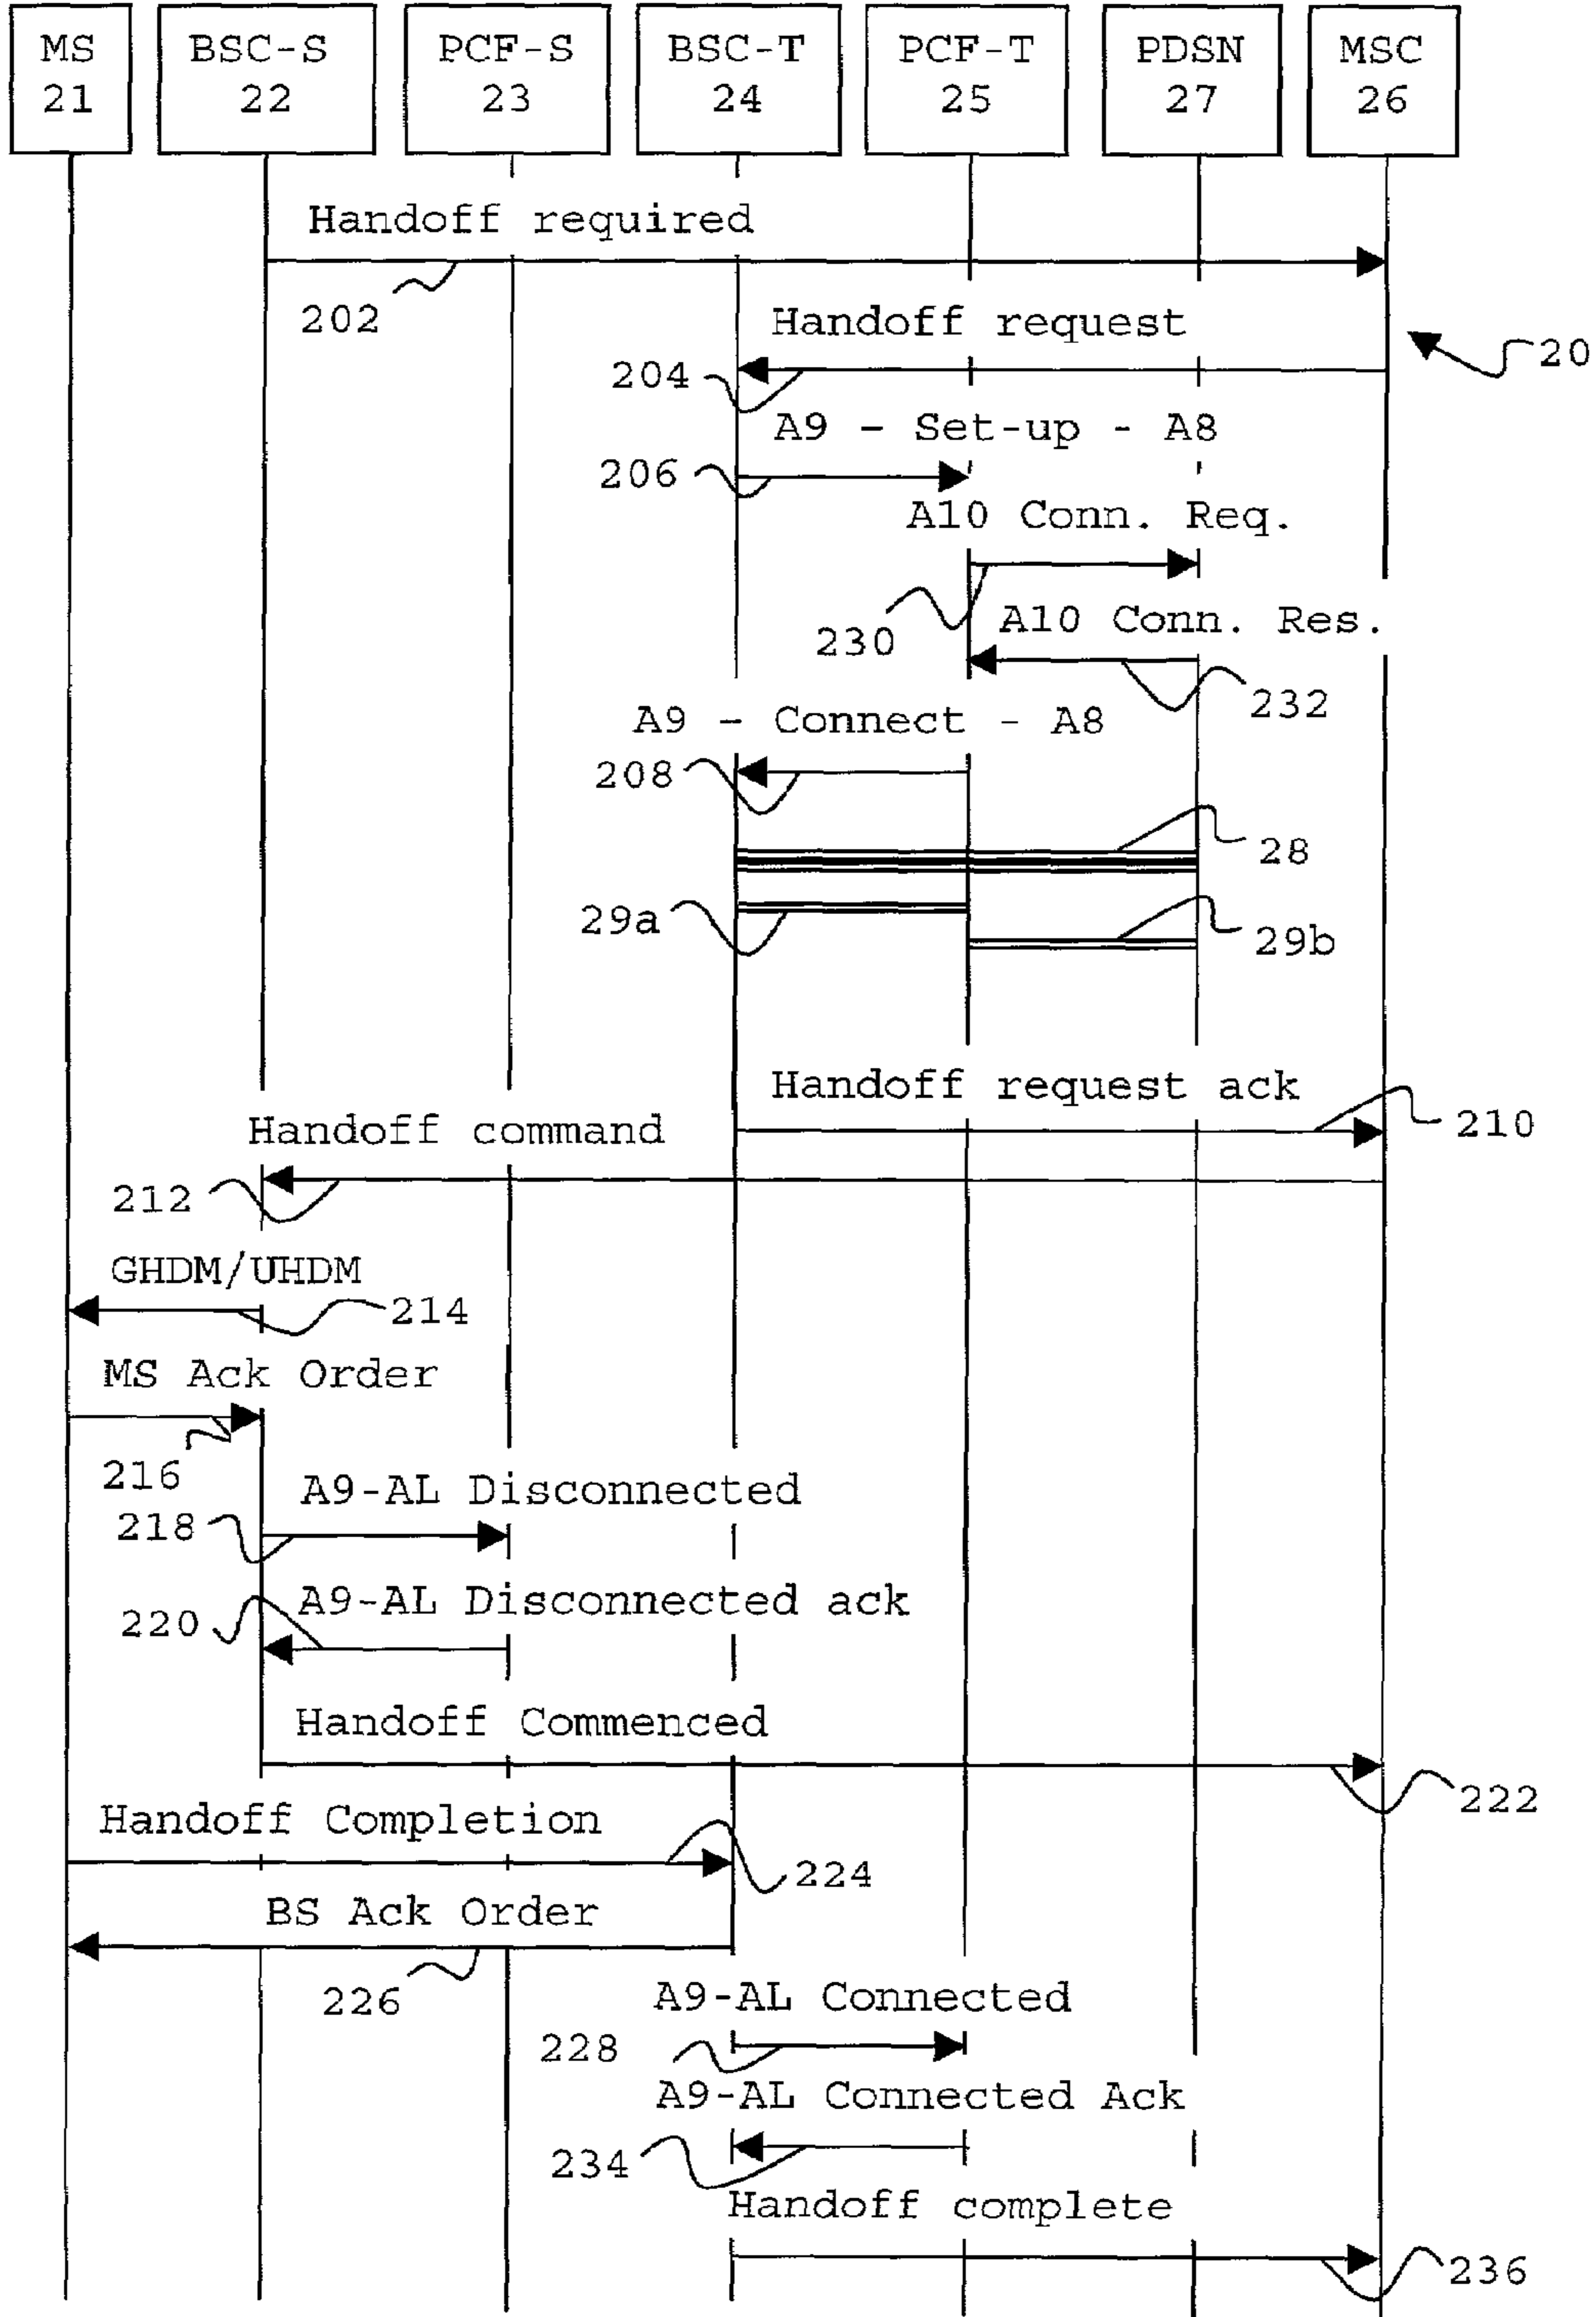 MS
21
BSC-S
22
PCF-S
23
BSC-T
24
PCF-T
25
PDSN
27
MSC
26
Handoff required
202
Handoff request
20
204
A9 - Set-up - A8
206
A10 Conn. Req.
230
A10 Conn. Res.
232
A9 - Connect - A8
208
28
29a
29b
Handoff request ack
210
Handoff command
212
GHDM/UHDM
214
MS Ack Order
216
A9-AL Disconnected
218
A9-AL Disconnected ack
220
Handoff Commenced
222
Handoff Completion
224
BS Ack Order
226
A9-AL Connected
228
A9-AL Connected Ack
234
Handoff complete
236